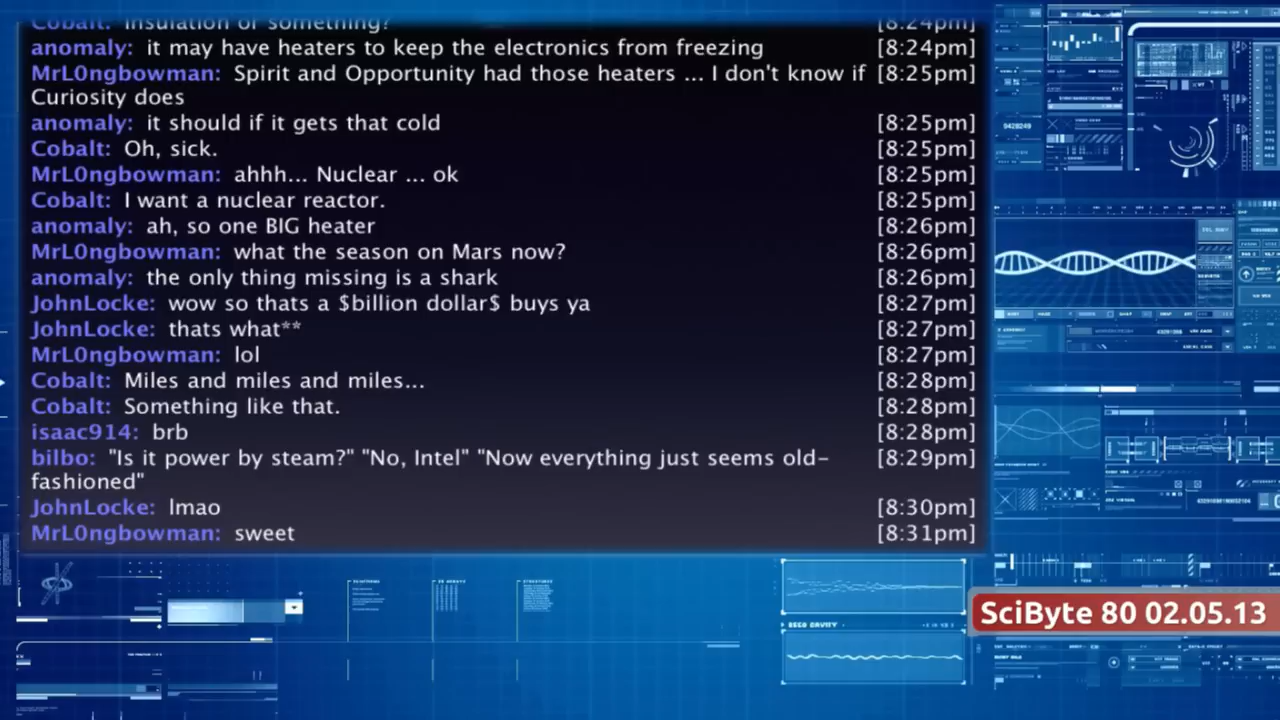 Cobalt: Insulation or something? [8:24pm]
anomaly: it may have heaters to keep the electronics from freezing [8:24pm]
MrL0ngbowman: Spirit and Opportunity had those heaters ... I don't know if [8:25pm]
Curiosity does
anomaly: it should if it gets that cold [8:25pm]
Cobalt: Oh, sick. [8:25pm]
MrL0ngbowman: ahhh... Nuclear ... ok [8:25pm]
Cobalt: I want a nuclear reactor. [8:25pm]
anomaly: ah, so one BIG heater [8:26pm]
MrL0ngbowman: what the season on Mars now? [8:26pm]
anomaly: the only thing missing is a shark [8:26pm]
JohnLocke: wow so thats a $billion dollar$ buys ya [8:27pm]
JohnLocke: thats what** [8:27pm]
MrL0ngbowman: lol [8:27pm]
Cobalt: Miles and miles and miles... [8:28pm]
Cobalt: Something like that. [8:28pm]
isaac914: brb [8:28pm]
bilbo: "Is it power by steam?" "No, Intel" "Now everything just seems old- [8:29pm]
fashioned"
JohnLocke: lmao [8:30pm]
MrL0ngbowman: sweet [8:31pm]
SciByte 80 02.05.13